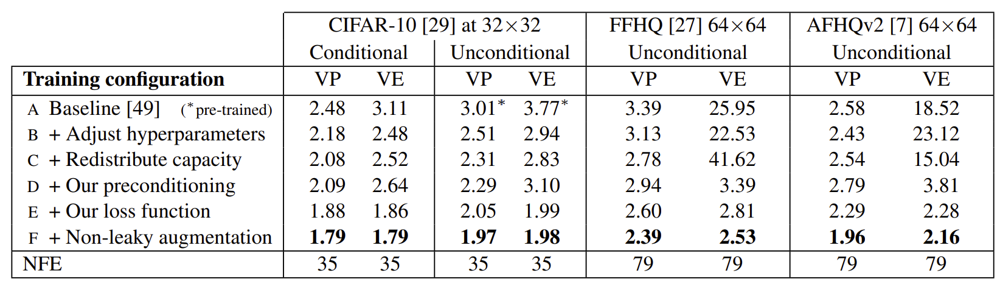 CIFAR-10 [29] at 32×32 FFHQ [27] 64×64 AFHQv2 [7] 64×64
Conditional Unconditional Unconditional Unconditional
Training configuration VP VE VP VE VP VE VP VE
A Baseline [49] (*pre-trained) 2.48 3.11 3.01* 3.77* 3.39 25.95 2.58 18.52
B + Adjust hyperparameters 2.18 2.48 2.51 2.94 3.13 22.53 2.43 23.12
C + Redistribute capacity 2.08 2.52 2.31 2.83 2.78 41.62 2.54 15.04
D + Our preconditioning 2.09 2.64 2.29 3.10 2.94 3.39 2.79 3.81
E + Our loss function 1.88 1.86 2.05 1.99 2.60 2.81 2.29 2.28
F + Non-leaky augmentation 1.79 1.79 1.97 1.98 2.39 2.53 1.96 2.16
NFE 35 35 35 35 79 79 79 79